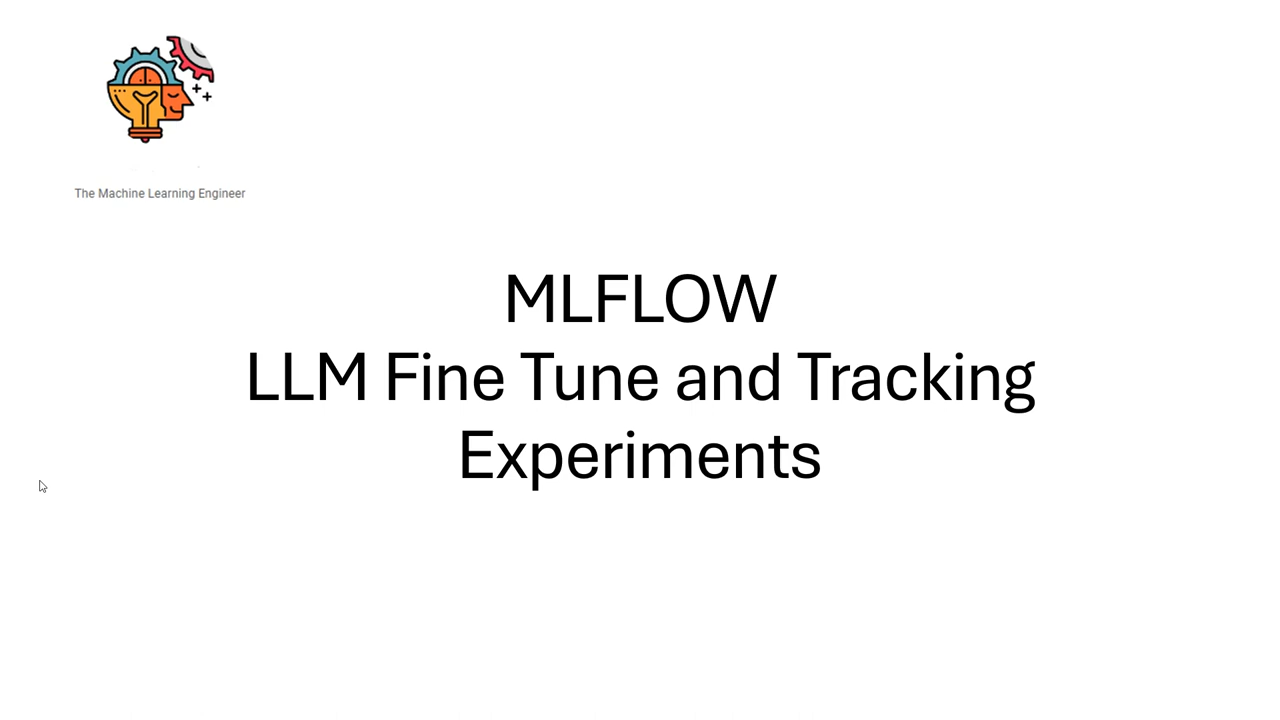 The Machine Learning Engineer
MLFLOW
LLM Fine Tune and Tracking
Experiments